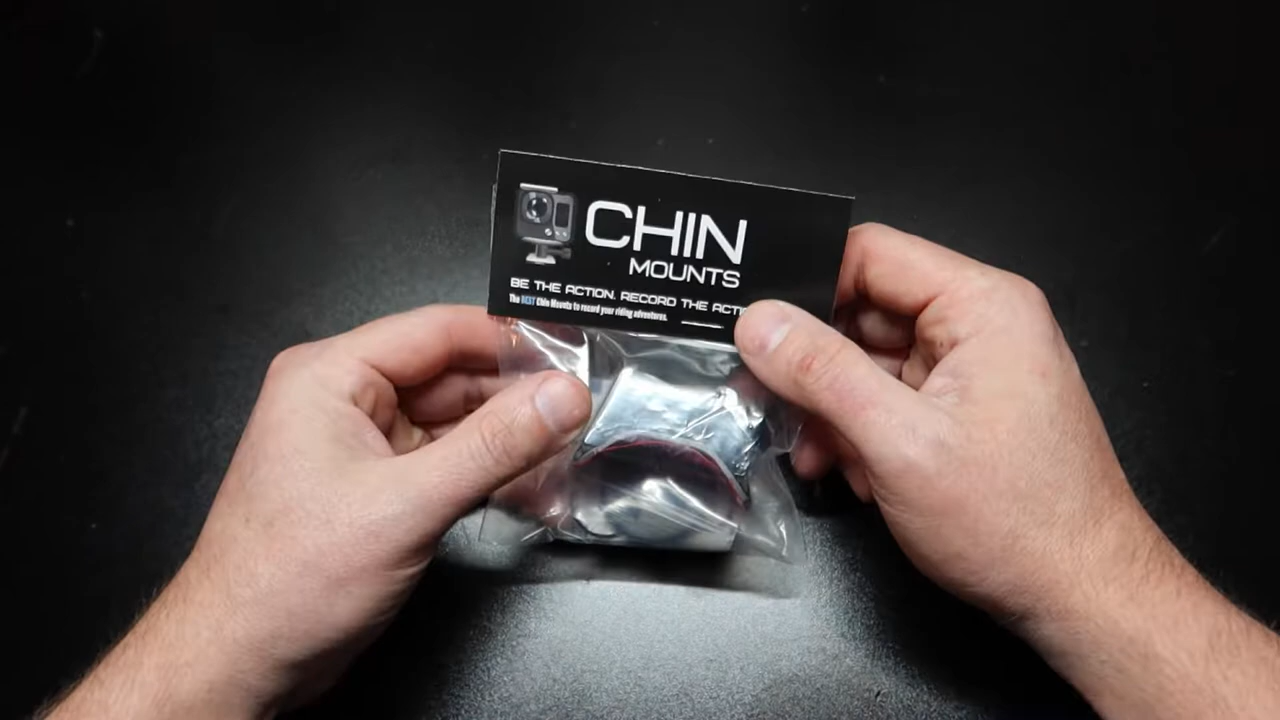 CHIN
MOUNTS
BE THE ACTION. RECORD THE ACTI
The BEST Chin Mounts to record your riding adventures.